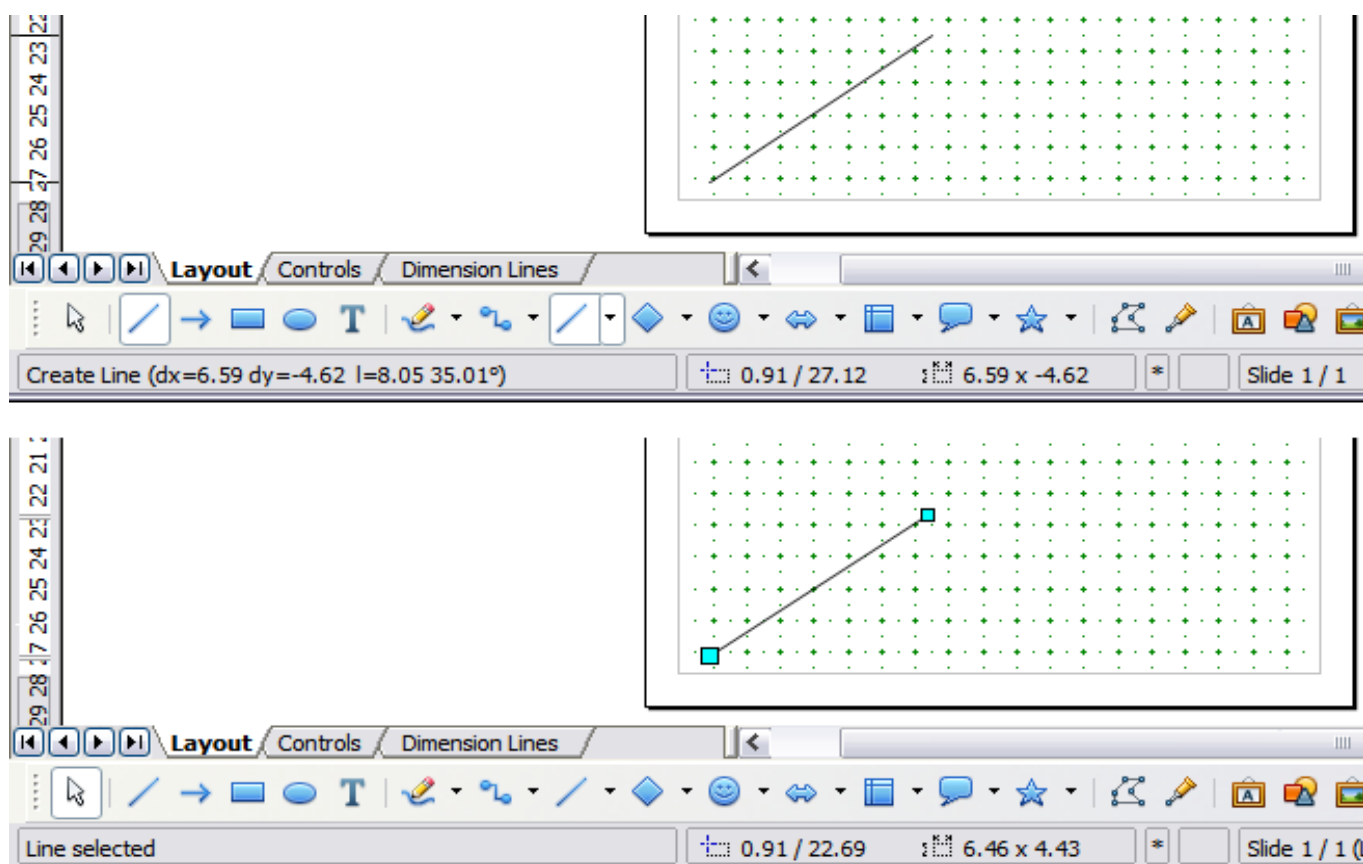 22
23
24
25
26
27
28
29
Layout Controls Dimension Lines
T A
Create Line (dx=6.59 dy=-4.62 l=8.05 35.01°) 0.91 / 27.12 6.59 x -4.62 * Slide 1 / 1
21
22
23
24
25
26
27
28
29
Layout Controls Dimension Lines
T A
Line selected 0.91 / 22.69 6.46 x 4.43 * Slide 1 / 1 (